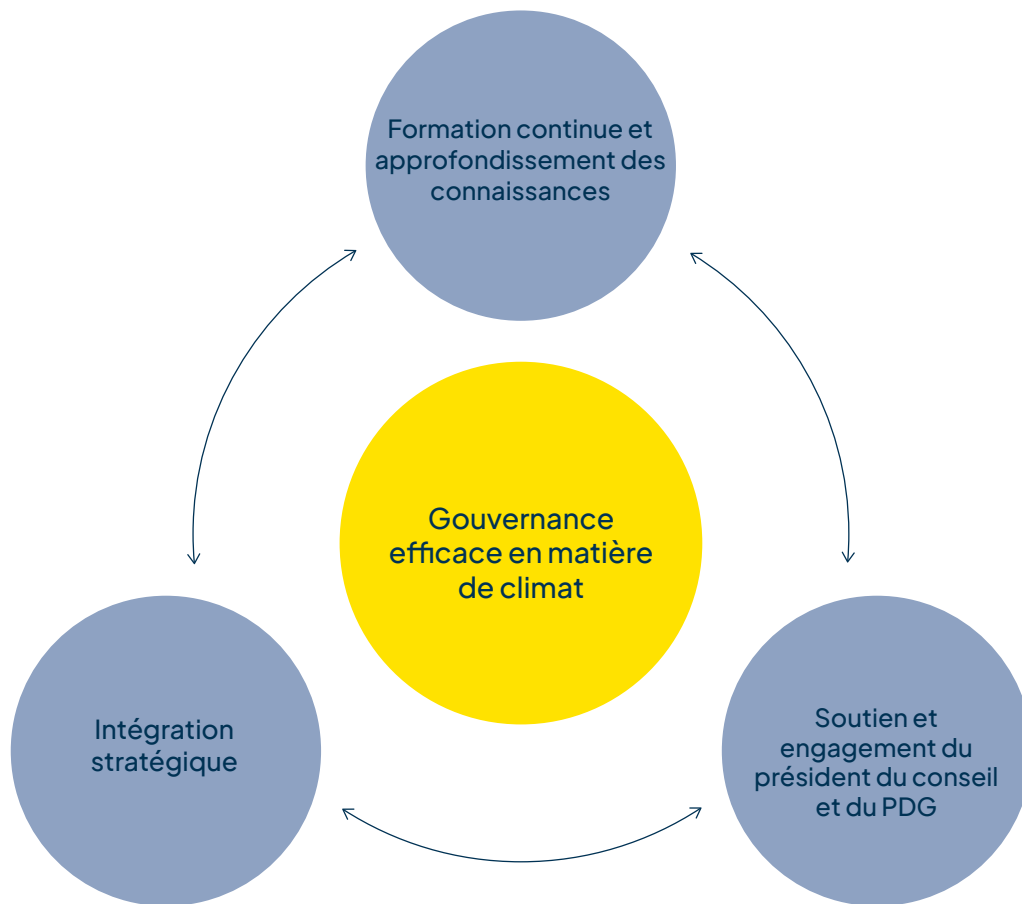 Formation continue et
approfondissement des
connaissances
Gouvernance
efficace en matière
de climat
Intégration
stratégique
Soutien et
engagement du
président du conseil
et du PDG